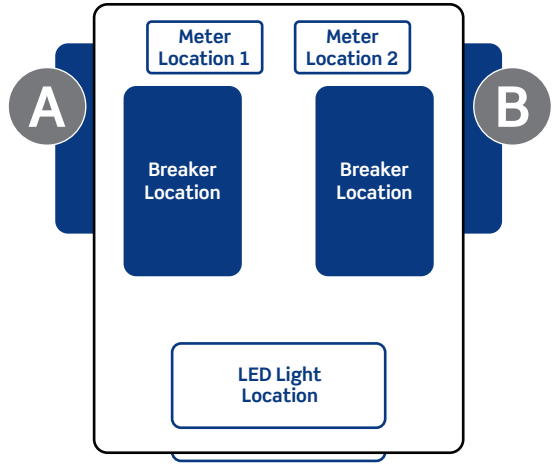 Meter
Location 1
Meter
Location 2
A
B
Breaker
Location
Breaker
Location
LED Light
Location